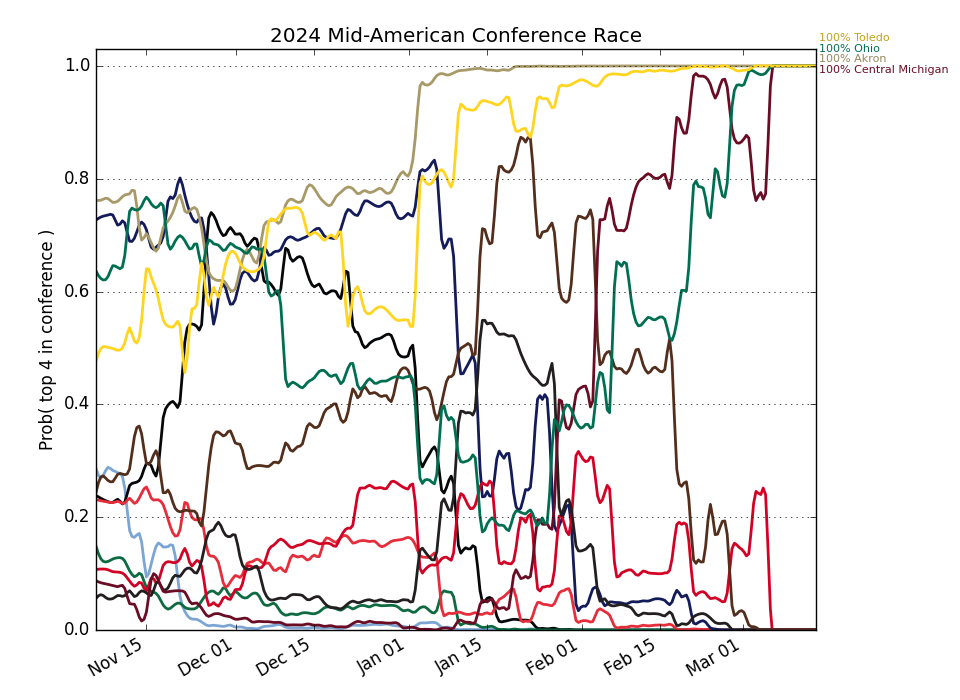 2024 Mid-American Conference Race
100% Toledo
100% Ohio
100% Akron
100% Central Michigan
Prob( top 4 in conference )
1.0
0.8
0.6
0.4
0.2
0.0
Nov 15
Dec 01
Dec 15
Jan 01
Jan 15
Feb 01
Feb 15
Mar 01